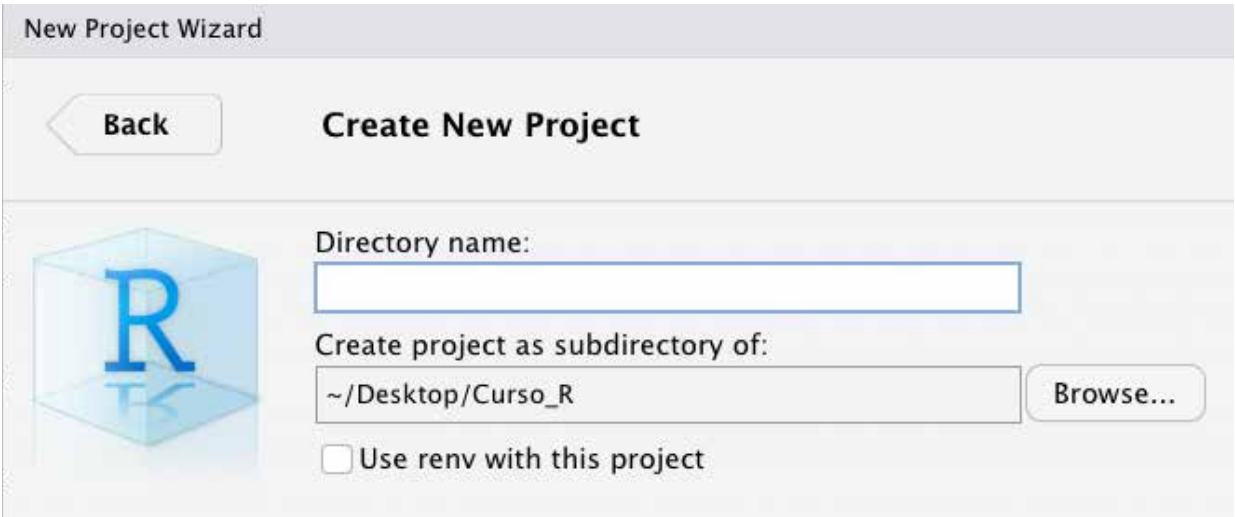 New Project Wizard
Back
Create New Project
R
Directory name:
Create project as subdirectory of:
~/Desktop/Curso_R
Browse...
Use renv with this project